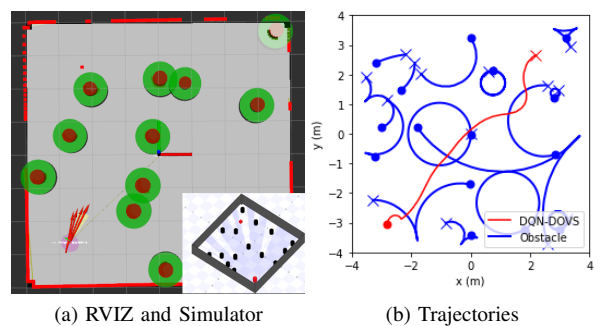 4
3
2
1
0
−1
−2
−3
−4
y (m)
−4
−2
0
2
4
x (m)
DQN-DOVS
Obstacle
(a) RVIZ and Simulator
(b) Trajectories